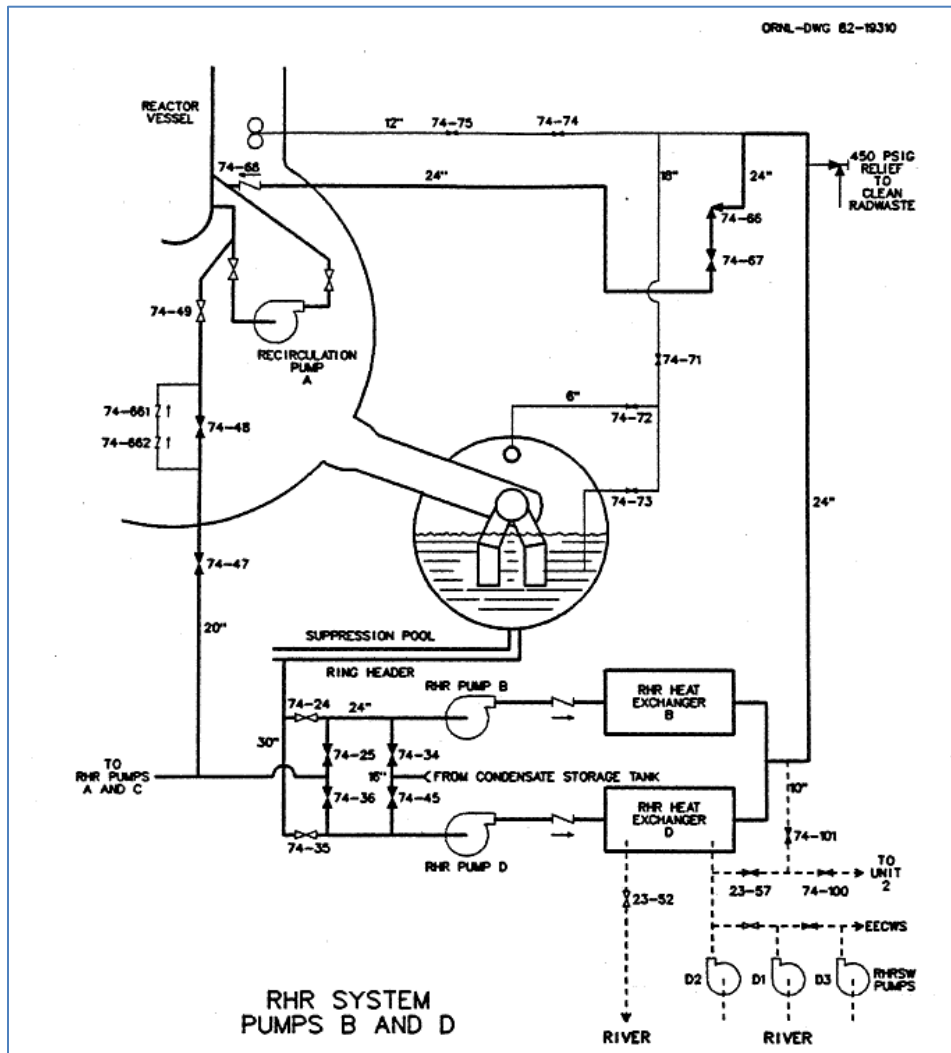 ORNL-DWG 82-19310
REACTOR
VESSEL
12"
74-75
74-74
74-68
24"
18"
24"
450 PSIG
RELIEF
TO
CLEAN
RADWASTE
74-66
74-67
74-49
RECIRCULATION
PUMP
A
74-71
6"
74-72
74-661
74-662
74-48
74-73
24"
74-47
20"
SUPPRESSION POOL
RING HEADER
RHR PUMP B
RHR HEAT
EXCHANGER
B
74-24
24"
30"
74-25
74-34
TO
RHR PUMPS
A AND C
16"
FROM CONDENSATE STORAGE TANK
10"
74-36
74-45
RHR HEAT
EXCHANGER
D
74-35
RHR PUMP D
74-101
TO
UNIT
2
23-52
23-57
74-100
EECWS
D2
D1
D3
RHRSW
PUMPS
RHR SYSTEM
PUMPS B AND D
RIVER
RIVER